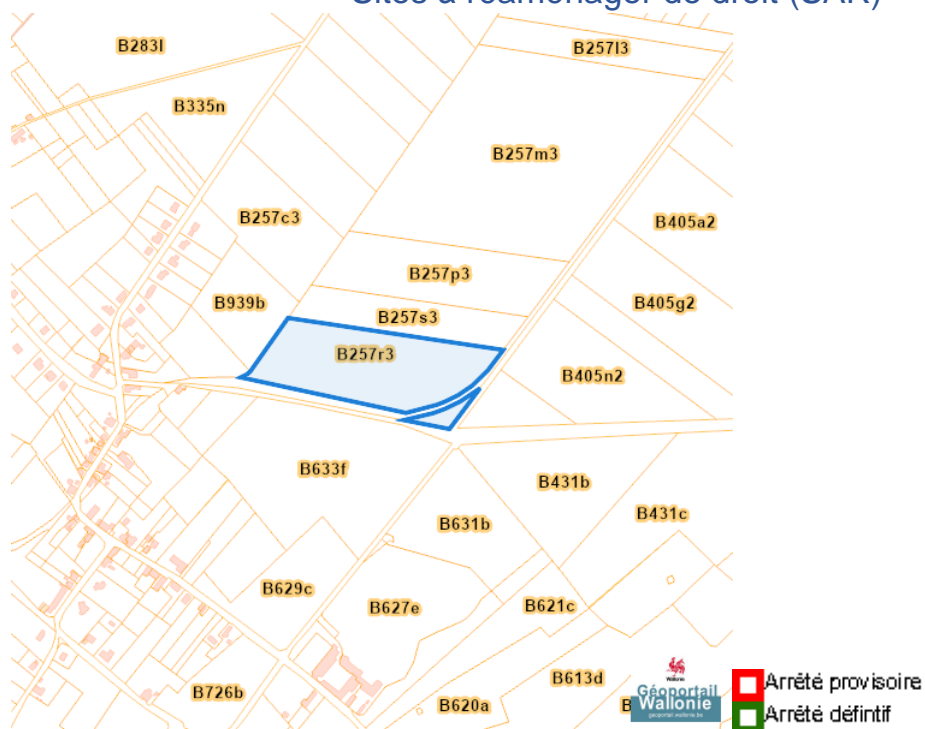 Sites à réaménager de droit (SAR)
B283l
B257l3
B335n
B257m3
B257c3
B405a2
B257p3
B939b
B405g2
B257s3
B257r3
B405n2
B633f
B431b
B631b
B431c
B629c
B627e
B621c
B726b
B620a
B613d
Wallonie
Géoportail
Wallonie
geoportail.wallonie.be
Arrêté provisoire
Arrêté définitif